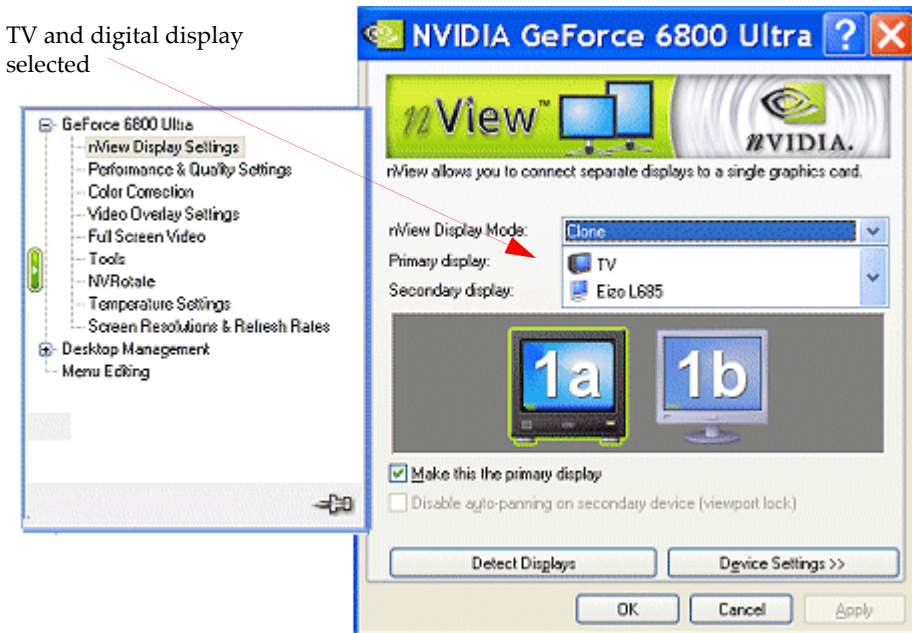 TV and digital display
selected
GeForce 6800 Ultra
nView Display Settings
Performance & Quality Settings
Color Correction
Video Overlay Settings
Full Screen Video
Tools
NVRotate
Temperature Settings
Screen Resolutions & Refresh Rates
Desktop Management
Menu Editing
NVIDIA GeForce 6800 Ultra
nView™
nVIDIA.
nView allows you to connect separate displays to a single graphics card.
nView Display Mode: Clone
Primary display: TV
Secondary display: Eizo L685
1a 1b
Make this the primary display
Disable auto-panning on secondary device (viewport lock)
Detect Displays Device Settings >>
OK Cancel Apply